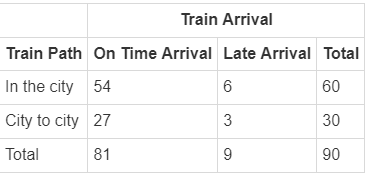 Train Arrival
Train Path On Time Arrival Late Arrival Total
In the city 54 6 60
City to city 27 3 30
Total 81 9 90